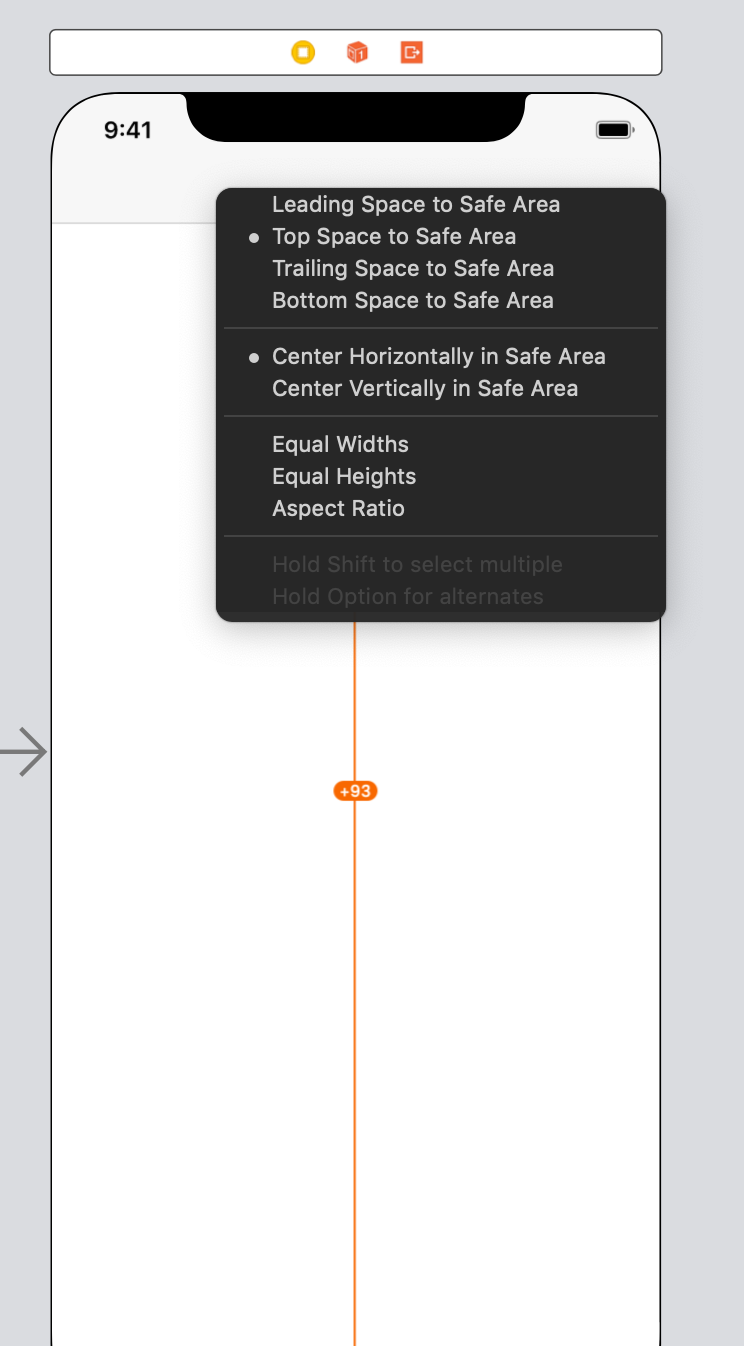 1
9:41
Leading Space to Safe Area
Top Space to Safe Area
Trailing Space to Safe Area
Bottom Space to Safe Area
Center Horizontally in Safe Area
Center Vertically in Safe Area
Equal Widths
Equal Heights
Aspect Ratio
Hold Shift to select multiple
Hold Option for alternates
+93